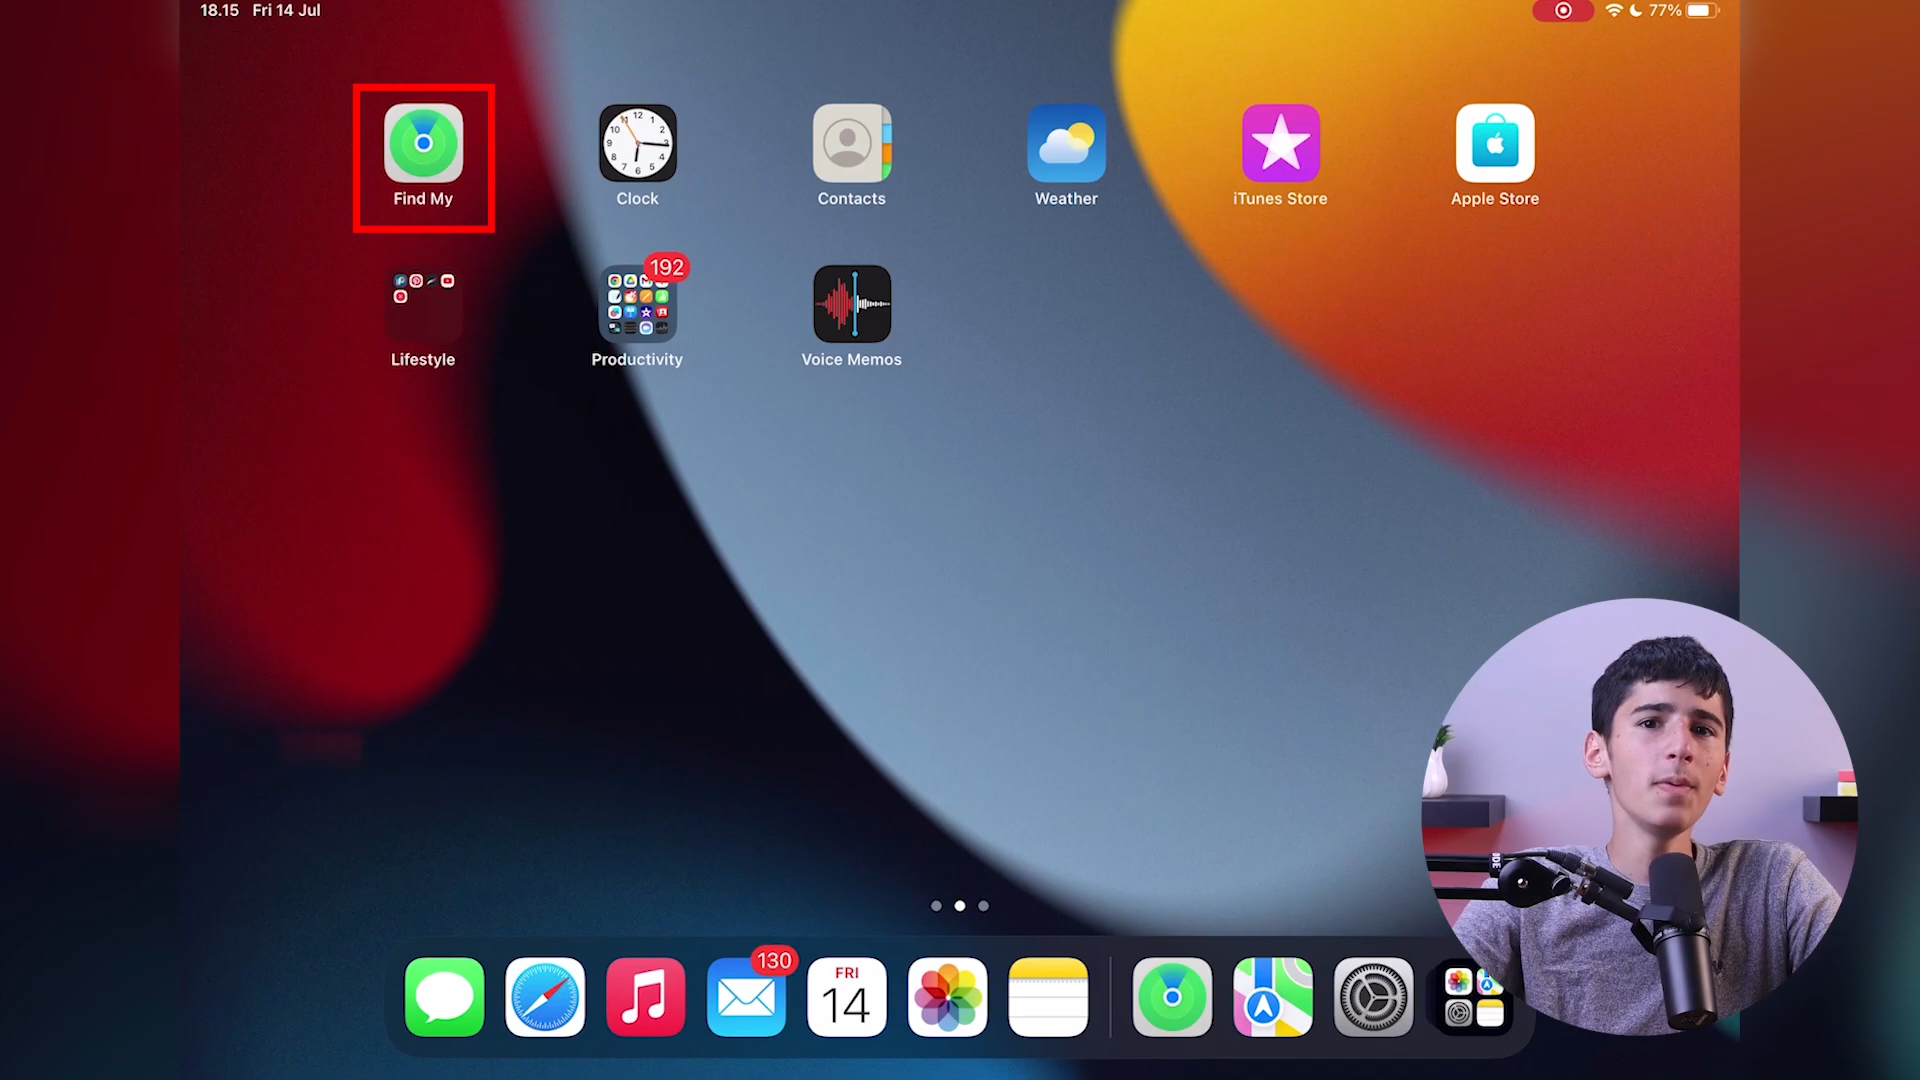 18.15 Fri 14 Jul
77%
Find My
Clock
Contacts
Weather
iTunes Store
Apple Store
192
Lifestyle
Productivity
Voice Memos
130
FRI
14